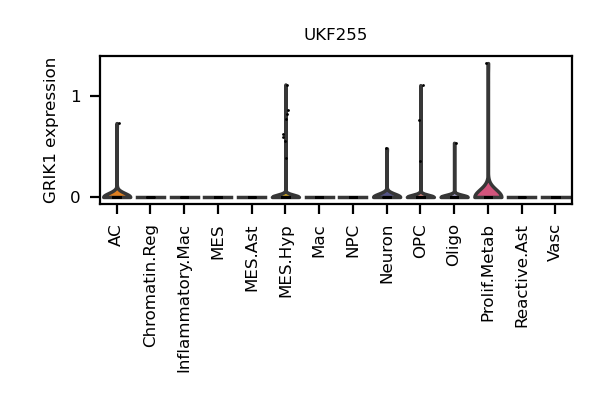 UKF255
GRIK1 expression
1
0
AC
Chromatin.Reg
Inflammatory.Mac
MES
MES.Ast
MES.Hyp
Mac
NPC
Neuron
OPC
Oligo
Prolif.Metab
Reactive.Ast
Vasc